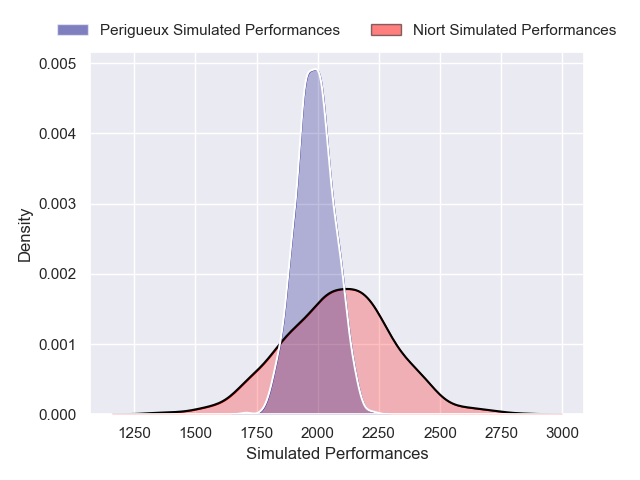 Perigueux Simulated Performances
Niort Simulated Performances
0.005
0.004
0.003
0.002
0.001
0.000
Density
1250 1500 1750 2000 2250 2500 2750 3000
Simulated Performances